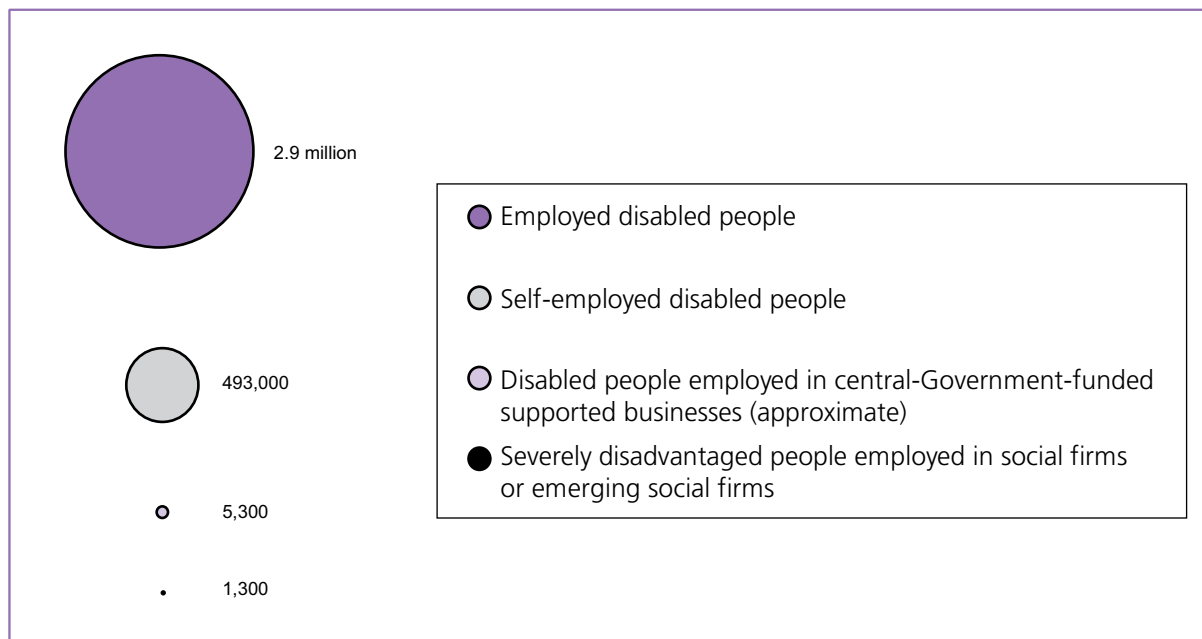 2.9 million
493,000
5,300
1,300
Employed disabled people
Self-employed disabled people
Disabled people employed in central-Government-funded
supported businesses (approximate)
Severely disadvantaged people employed in social firms
or emerging social firms